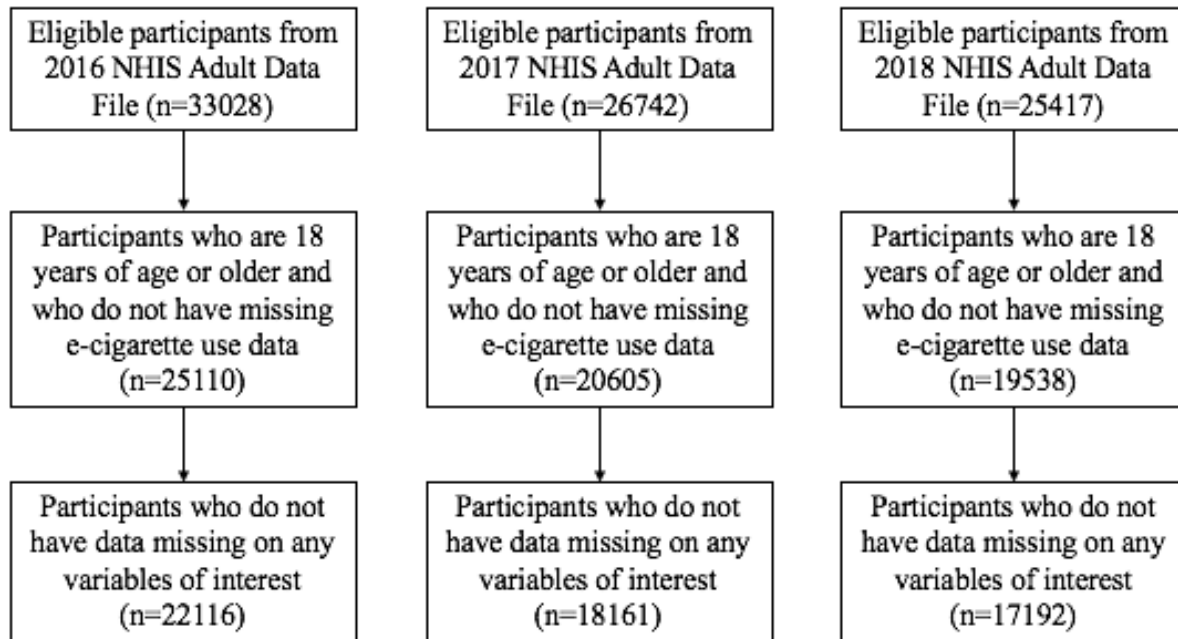 Eligible participants from
2016 NHIS Adult Data
File (n=33028)
Participants who are 18
years of age or older and
who do not have missing
e-cigarette use data
(n=25110)
Participants who do not
have data missing on any
variables of interest
(n=22116)
Eligible participants from
2017 NHIS Adult Data
File (n=26742)
Participants who are 18
years of age or older and
who do not have missing
e-cigarette use data
(n=20605)
Participants who do not
have data missing on any
variables of interest
(n=18161)
Eligible participants from
2018 NHIS Adult Data
File (n=25417)
Participants who are 18
years of age or older and
who do not have missing
e-cigarette use data
(n=19538)
Participants who do not
have data missing on any
variables of interest
(n=17192)